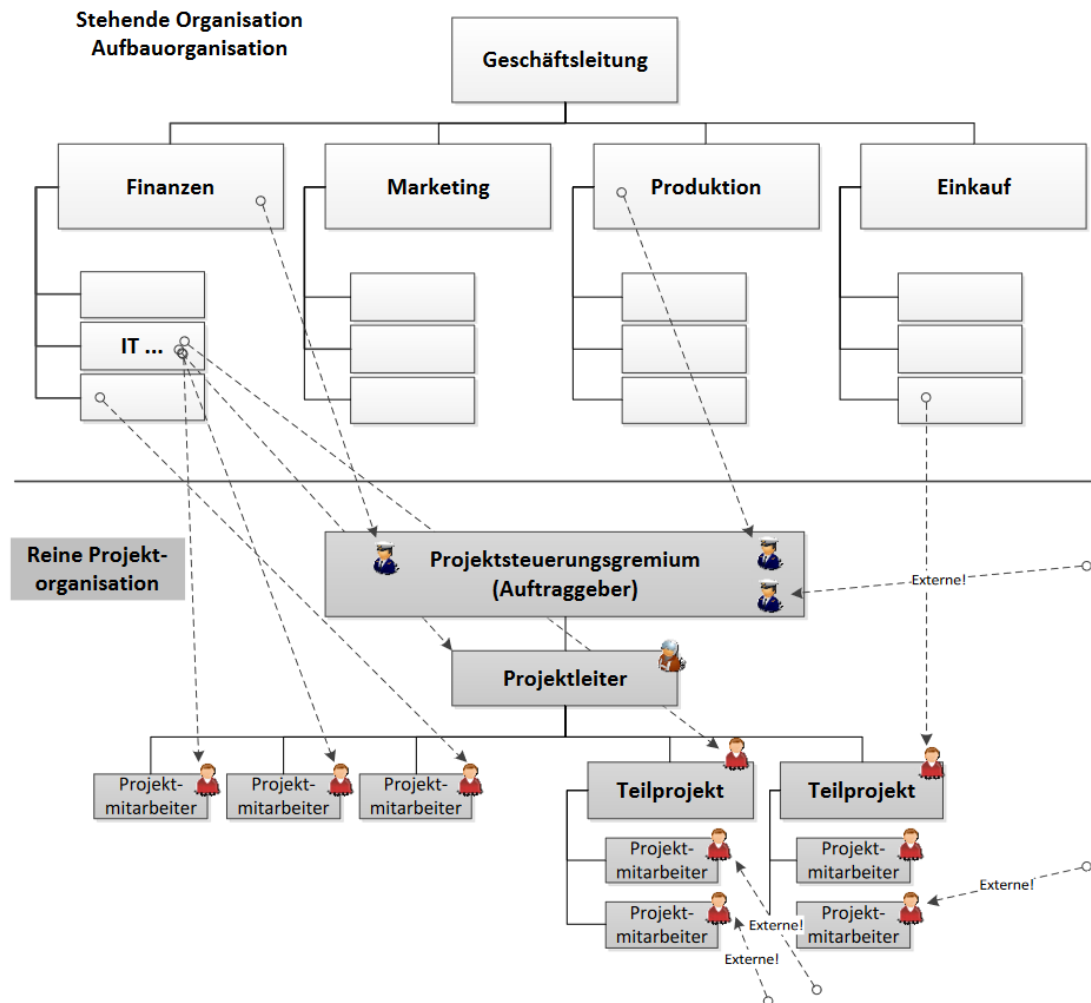 Stehende Organisation
Aufbauorganisation
Geschäftsleitung
Finanzen
Marketing
Produktion
Einkauf
IT ...
Reine Projekt-
organisation
Projektsteuerungsgremium
(Auftraggeber)
Externe!
Projektleiter
Projekt-
mitarbeiter
Projekt-
mitarbeiter
Projekt-
mitarbeiter
Teilprojekt
Teilprojekt
Projekt-
mitarbeiter
Projekt-
mitarbeiter
Externe!
Projekt-
mitarbeiter
Projekt-
mitarbeiter
Externe!
Externe!